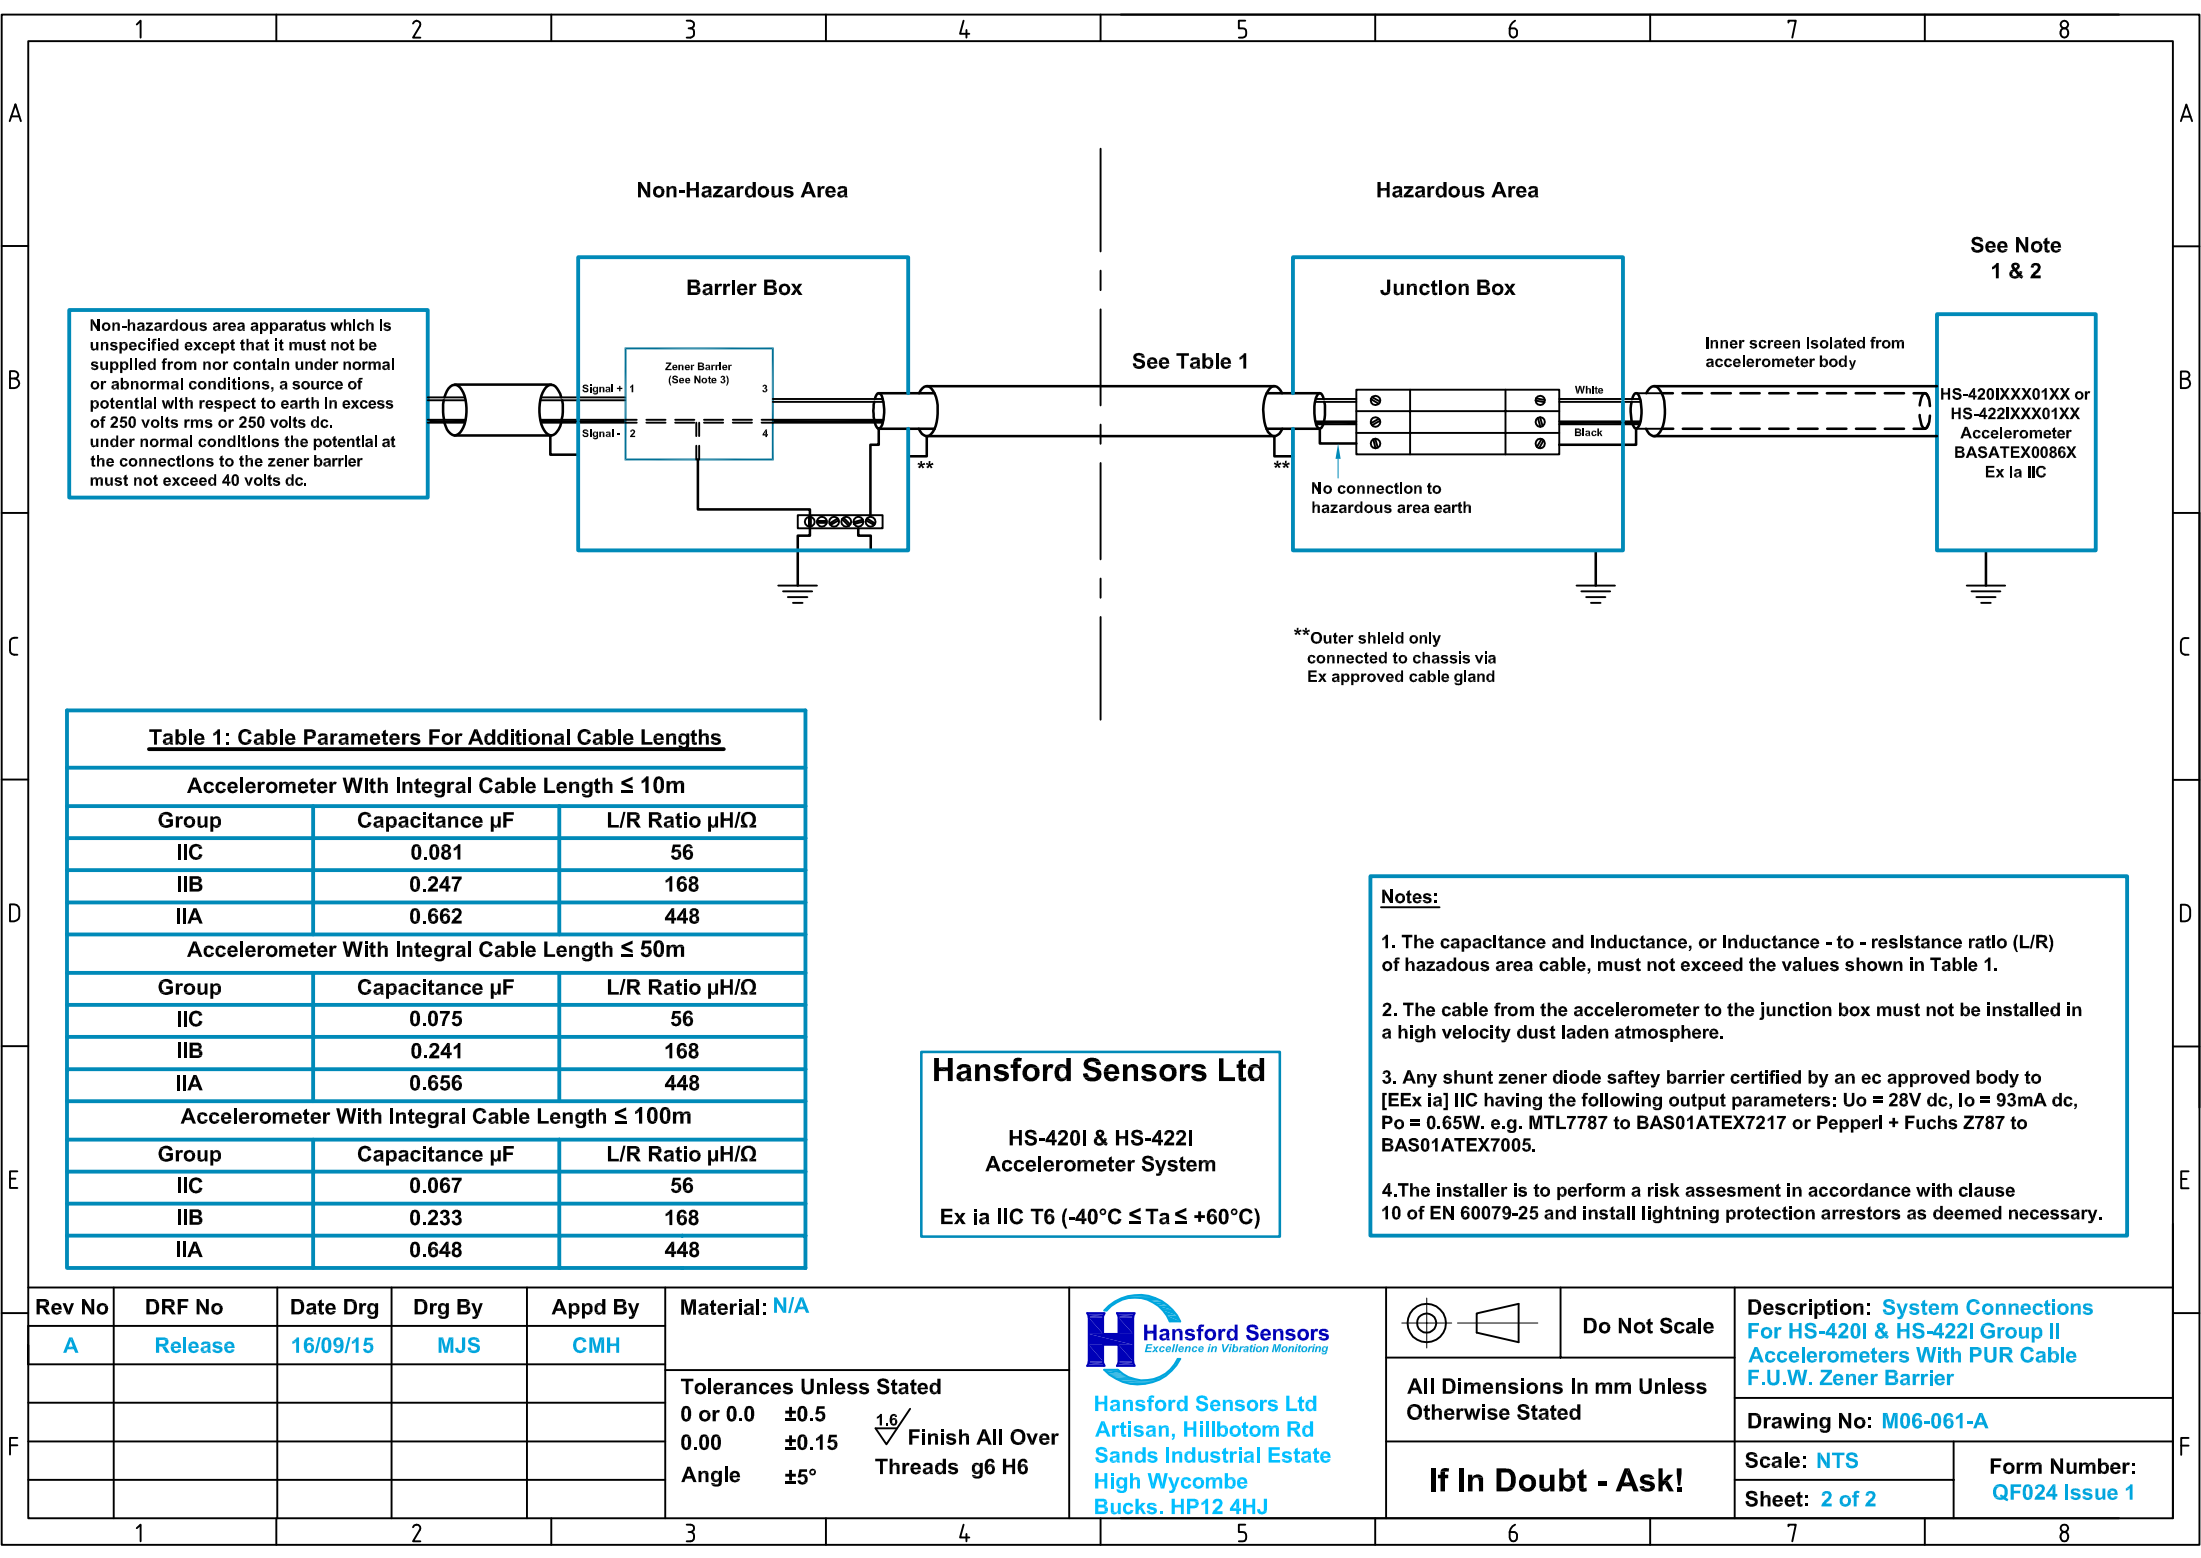 1 2 3 4 5 6 7 8
A A
B B
C C
D D
E E
F F
Non-Hazardous Area
Hazardous Area
See Note
1 & 2
Barrier Box
Junction Box
Non-hazardous area apparatus which is
unspecified except that it must not be
supplied from nor contain under normal
or abnormal conditions, a source of
potential with respect to earth in excess
of 250 volts rms or 250 volts dc.
under normal conditions the potential at
the connections to the zener barrier
must not exceed 40 volts dc.
Zener Barrier
(See Note 3)
Signal + 1 3
Signal - 2 4
See Table 1
**
**
White
Black
No connection to
hazardous area earth
Inner screen isolated from
accelerometer body
HS-420IXXX01XX or
HS-422IXXX01XX
Accelerometer
BASATEX0086X
Ex ia IIC
**Outer shield only
connected to chassis via
Ex approved cable gland
Table 1: Cable Parameters For Additional Cable Lengths
Accelerometer With Integral Cable Length ≤ 10m
Group Capacitance µF L/R Ratio µH/Ω
IIC 0.081 56
IIB 0.247 168
IIA 0.662 448
Accelerometer With Integral Cable Length ≤ 50m
Group Capacitance µF L/R Ratio µH/Ω
IIC 0.075 56
IIB 0.241 168
IIA 0.656 448
Accelerometer With Integral Cable Length ≤ 100m
Group Capacitance µF L/R Ratio µH/Ω
IIC 0.067 56
IIB 0.233 168
IIA 0.648 448
Hansford Sensors Ltd
HS-420I & HS-422I
Accelerometer System
Ex ia IIC T6 (-40°C ≤ Ta ≤ +60°C)
Notes:
1. The capacitance and Inductance, or Inductance - to - resistance ratio (L/R)
of hazadous area cable, must not exceed the values shown in Table 1.
2. The cable from the accelerometer to the junction box must not be installed in
a high velocity dust laden atmosphere.
3. Any shunt zener diode saftey barrier certified by an ec approved body to
[EEx ia] IIC having the following output parameters: Uo = 28V dc, Io = 93mA dc,
Po = 0.65W. e.g. MTL7787 to BAS01ATEX7217 or Pepperl + Fuchs Z787 to
BAS01ATEX7005.
4.The installer is to perform a risk assesment in accordance with clause
10 of EN 60079-25 and install lightning protection arrestors as deemed necessary.
Rev No DRF No Date Drg Drg By Appd By
A Release 16/09/15 MJS CMH
Material: N/A
Tolerances Unless Stated
0 or 0.0 ±0.5
0.00 ±0.15
Angle ±5°
1.6 Finish All Over
Threads g6 H6
H Hansford Sensors
Excellence in Vibration Monitoring
Hansford Sensors Ltd
Artisan, Hillbotom Rd
Sands Industrial Estate
High Wycombe
Bucks. HP12 4HJ
Do Not Scale
All Dimensions In mm Unless
Otherwise Stated
If In Doubt - Ask!
Description: System Connections
For HS-420I & HS-422I Group II
Accelerometers With PUR Cable
F.U.W. Zener Barrier
Drawing No: M06-061-A
Scale: NTS
Sheet: 2 of 2
Form Number:
QF024 Issue 1
1 2 3 4 5 6 7 8